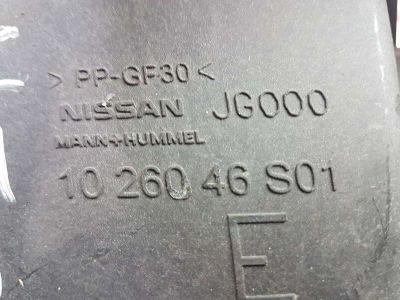 > PP-GF30 <
NISSAN JG000
MANN+HUMMEL
10 260 46 S01
E